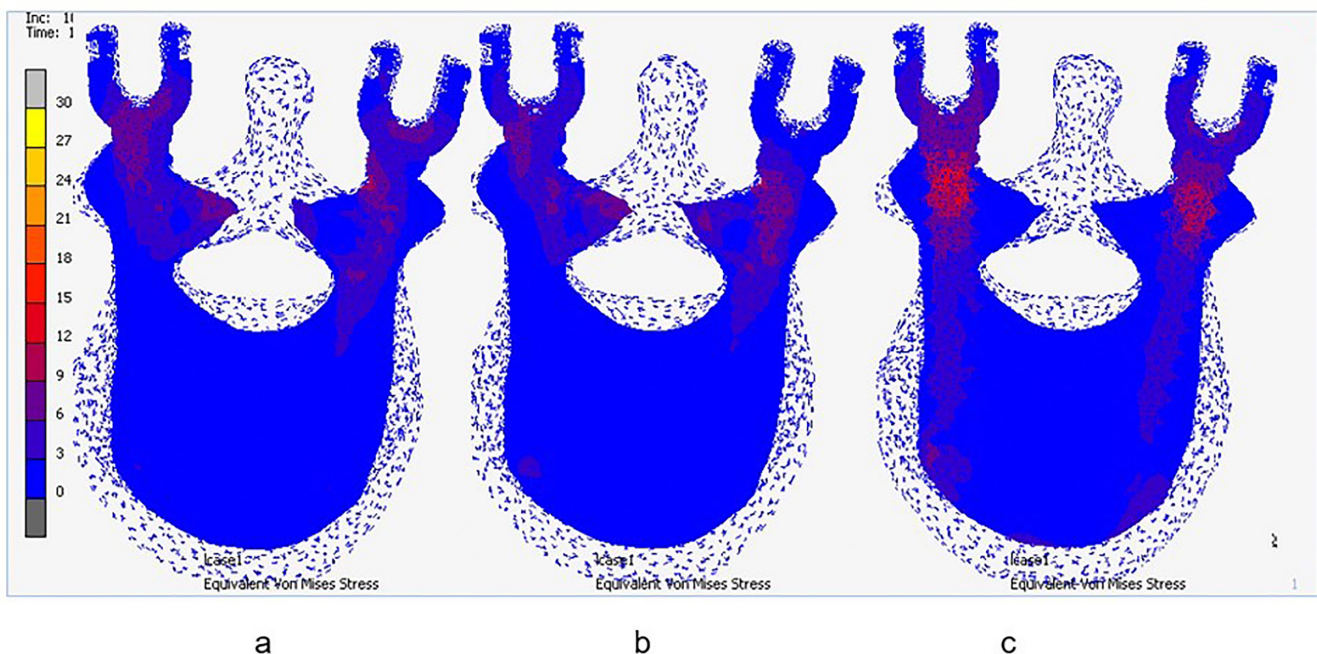 Inc: 1
Time: 1
30
27
24
21
18
15
12
9
6
3
0
lcase1
Equivalent Von Mises Stress
lcase1
Equivalent Von Mises Stress
lcase1
Equivalent Von Mises Stress
1
a
b
c